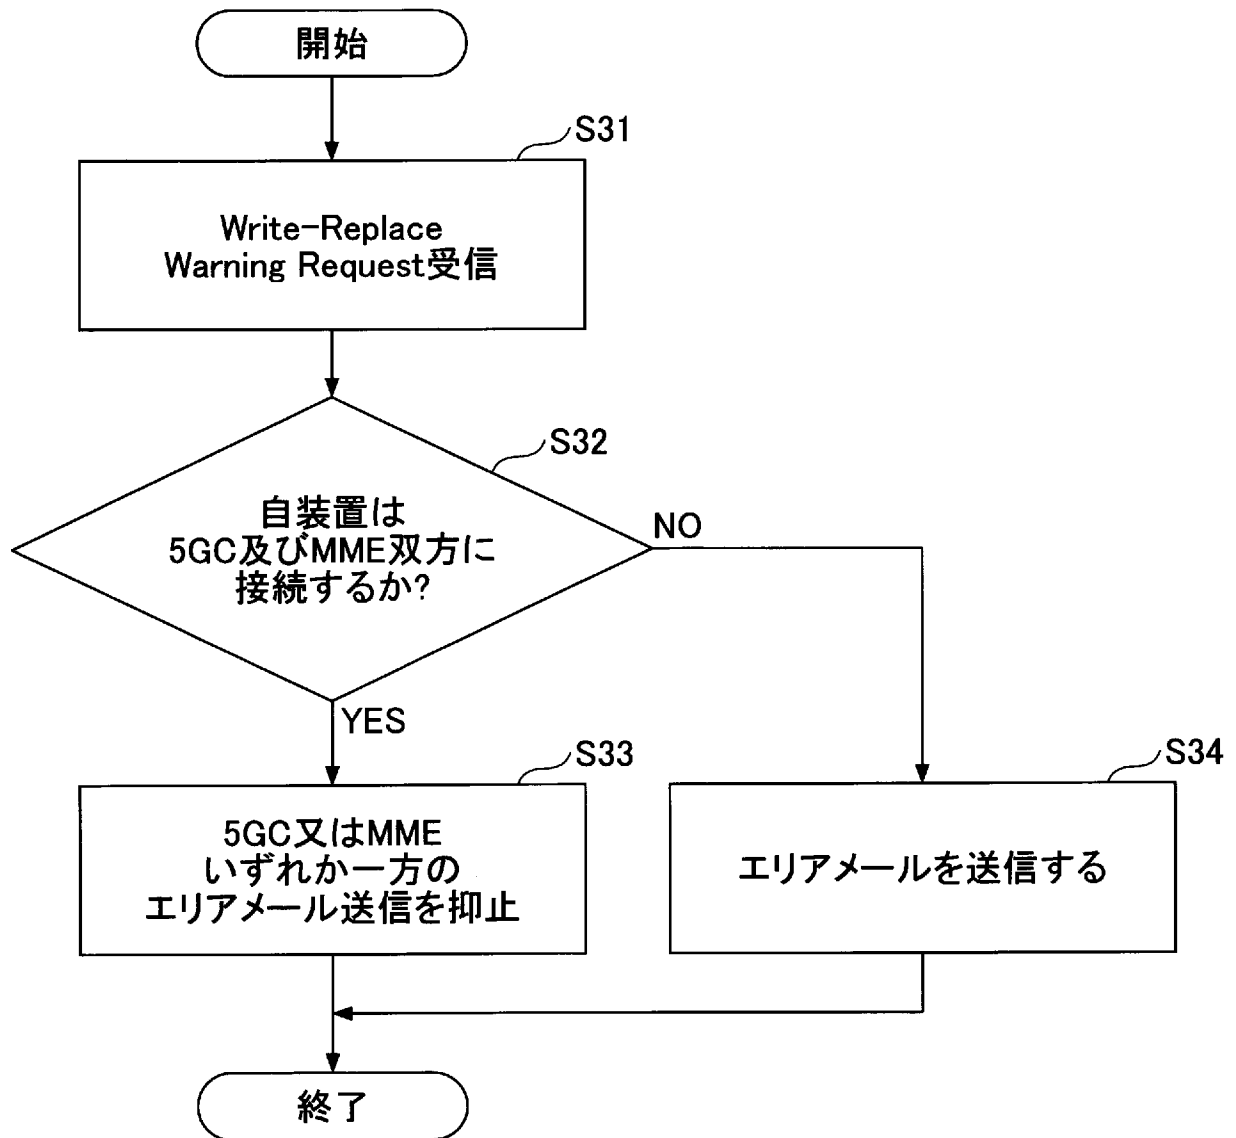 開始
S31
Write-Replace
Warning Request受信
S32
自装置は
5GC及びMME双方に
接続するか?
NO
YES
S33
5GC又はMME
いずれか一方の
エリアメール送信を抑止
S34
エリアメールを送信する
終了